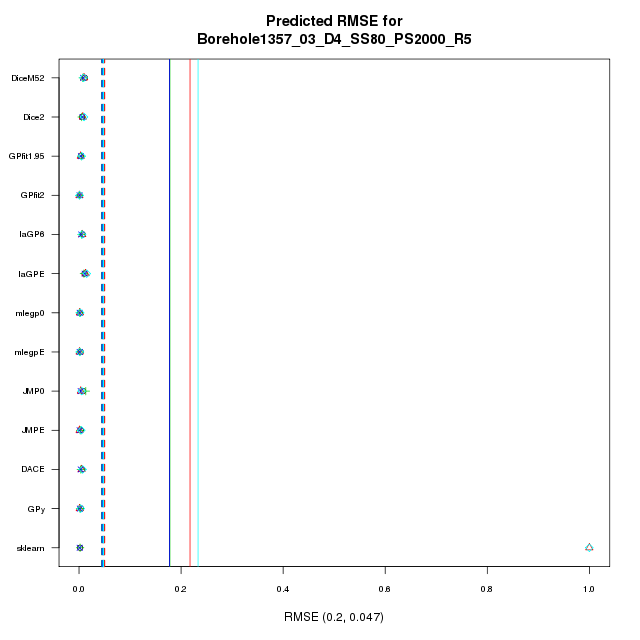 Predicted RMSE for
Borehole1357_03_D4_SS80_PS2000_R5
DiceM52
Dice2
GPfit1.95
GPfit2
laGP6
laGPE
mlegp0
mlegpE
JMP0
JMPE
DACE
GPy
sklearn
0.0 0.2 0.4 0.6 0.8 1.0
RMSE (0.2, 0.047)